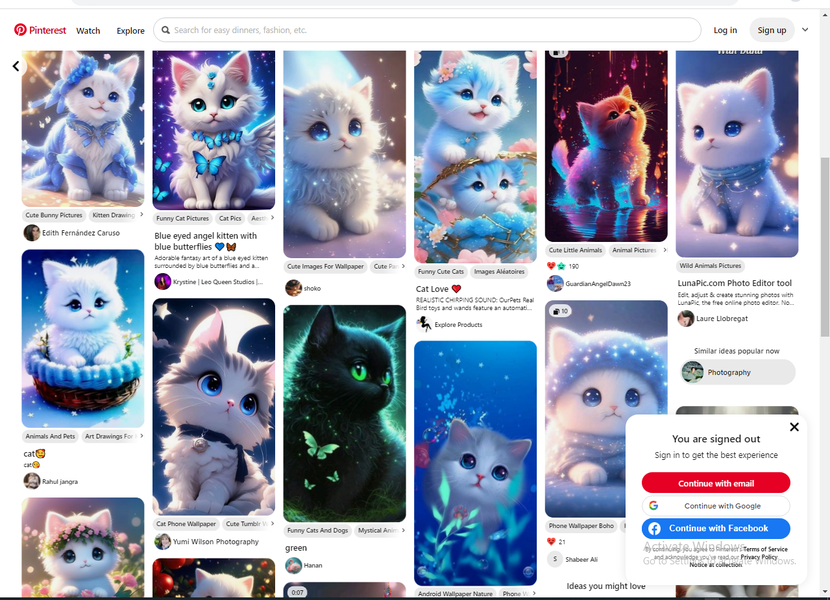 Pinterest
Watch
Explore
Search for easy dinners, fashion, etc.
Log in
Sign up
Cute Bunny Pictures
Kitten Drawing
Edith Fernández Caruso
Animals And Pets
Art Drawings For
cat
cat
Rahul jangra
Funny Cat Pictures
Cat Pics
Aesth
Blue eyed angel kitten with
blue butterflies
Adorable fantasy art of a blue eyed kitten
surrounded by blue butterflies and a...
Krystine | Leo Queen Studios |...
Cat Phone Wallpaper
Cute Tumblr W
Yumi Wilson Photography
Cute Images For Wallpaper
Cute Pa
shoko
Funny Cats And Dogs
Mystical Anim
green
Hanan
0:07
Funny Cute Cats
Images Aléatoires
Cat Love
REALISTIC CHIRPING SOUND: OurPets Real
Bird toys and wands feature an automati...
Explore Products
Android Wallpaper Nature
Phone W
Cute Little Animals
Animal Pictures
190
GuardianAngelDawn23
10
Phone Wallpaper Boho
21
S
Shabeer Ali
Ideas you might love
Wild Animals Pictures
LunaPic.com Photo Editor tool
Edit, adjust & create stunning photos with
LunaPic, the free online photo editor. No...
Laure Llobregat
Similar ideas popular now
Photography
You are signed out
Sign in to get the best experience
Continue with email
Continue with Google
Continue with Facebook
By continuing, you agree to Pinterest's Terms of Service
and acknowledge you've read our Privacy Policy.
Notice at collection.
Activate Windows
Go to Settings to activate Windows.